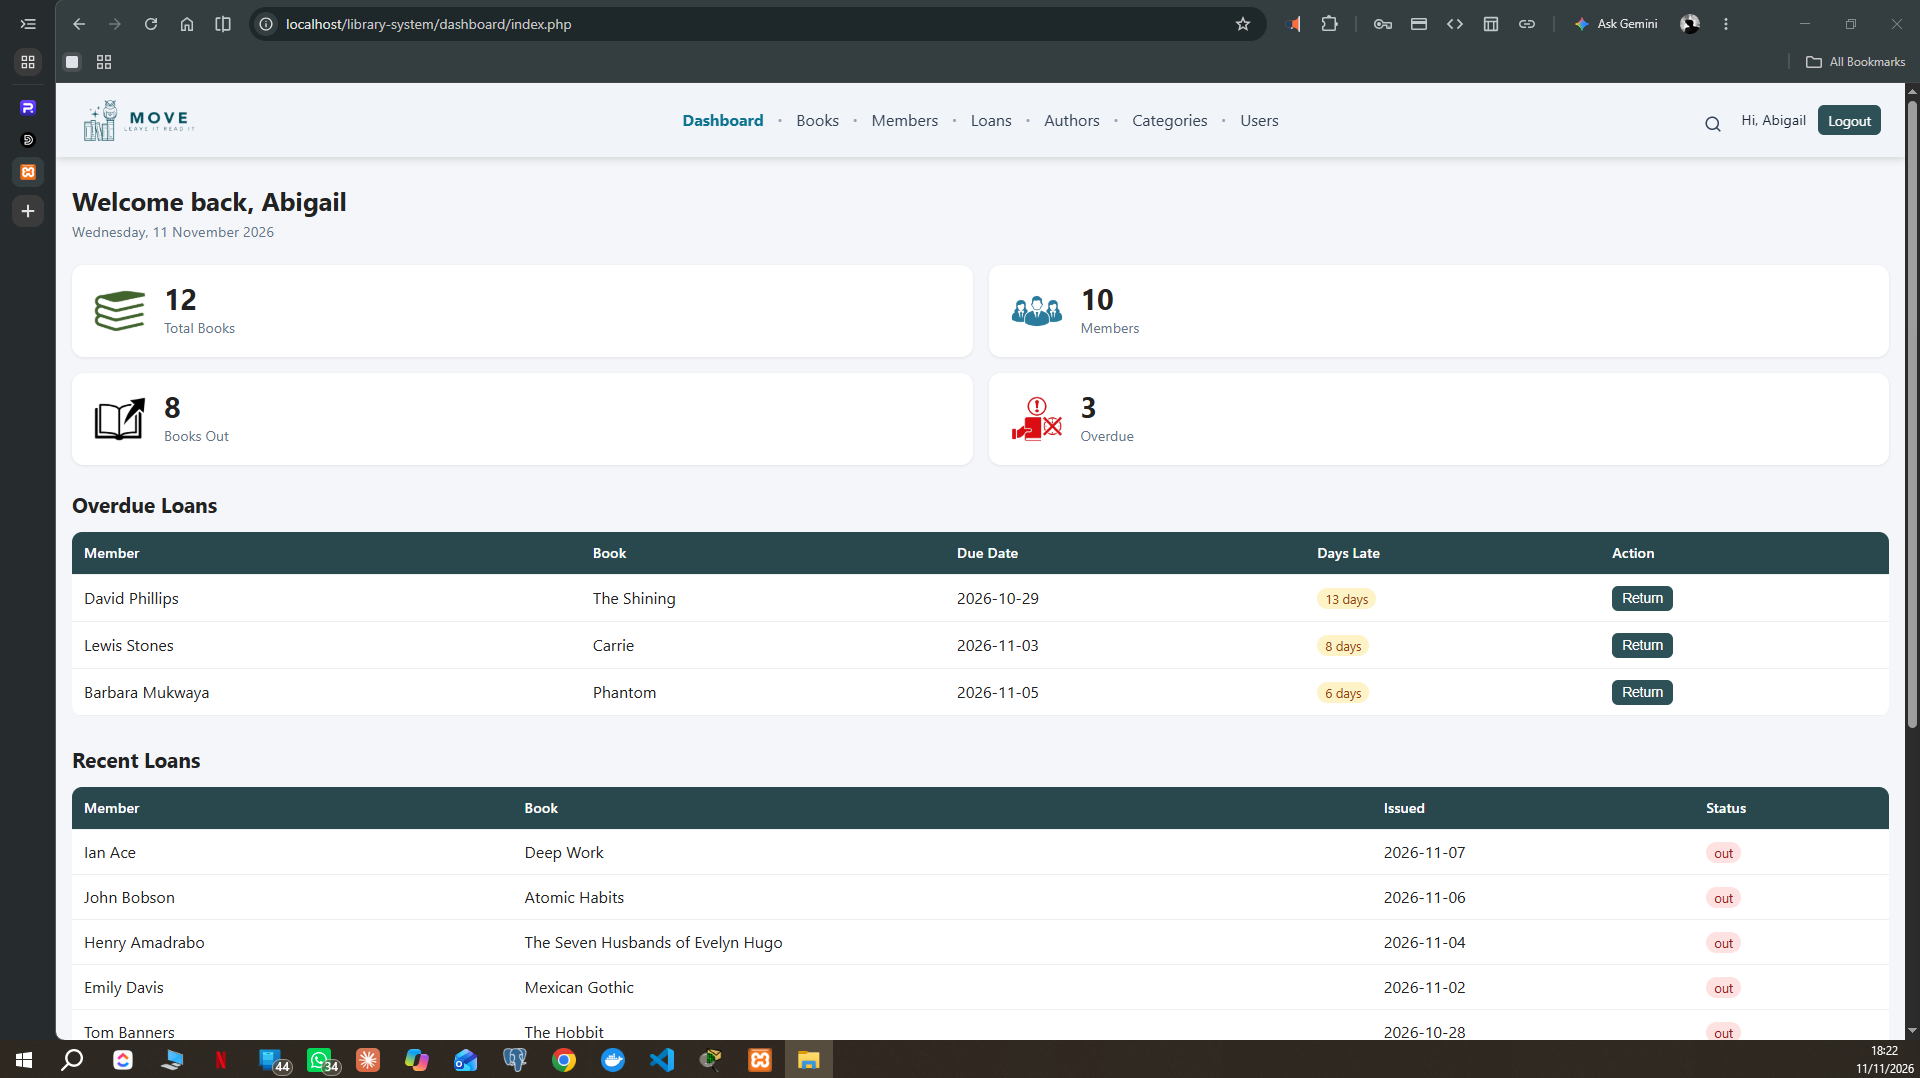 localhost/library-system/dashboard/index.php
Ask Gemini
All Bookmarks
MOVE
LEAVE IT READ IT
Dashboard • Books • Members • Loans • Authors • Categories • Users
Hi, Abigail
Logout
Welcome back, Abigail
Wednesday, 11 November 2026
12
Total Books
10
Members
8
Books Out
3
Overdue
Overdue Loans
Member Book Due Date Days Late Action
David Phillips The Shining 2026-10-29 13 days Return
Lewis Stones Carrie 2026-11-03 8 days Return
Barbara Mukwaya Phantom 2026-11-05 6 days Return
Recent Loans
Member Book Issued Status
Ian Ace Deep Work 2026-11-07 out
John Bobson Atomic Habits 2026-11-06 out
Henry Amadrabo The Seven Husbands of Evelyn Hugo 2026-11-04 out
Emily Davis Mexican Gothic 2026-11-02 out
Tom Banners The Hobbit 2026-10-28 out
44
34
18:22
11/11/2026